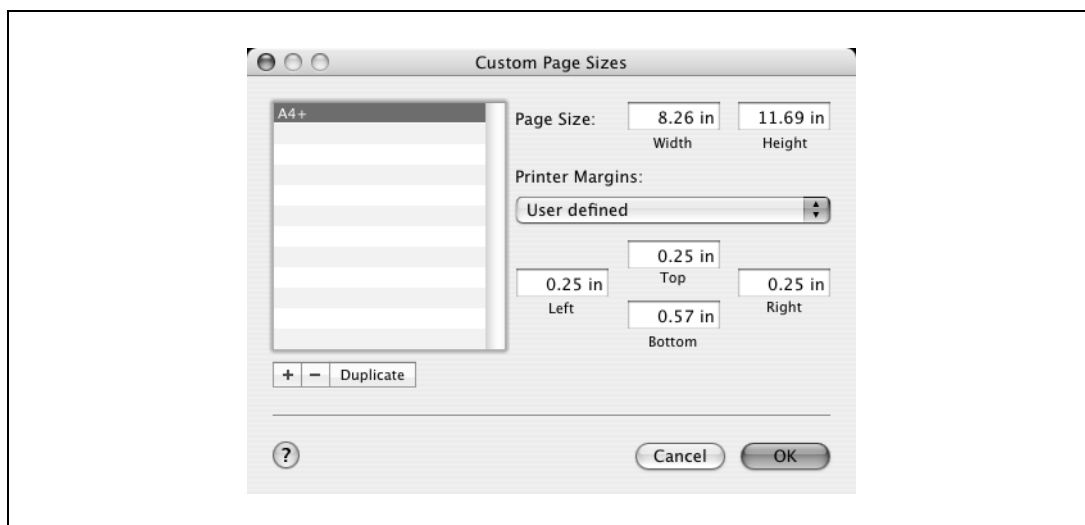 Custom Page Sizes
A4+
Page Size:
8.26 in
11.69 in
Width
Height
Printer Margins:
User defined
0.25 in
Top
0.25 in
Left
0.25 in
Right
0.57 in
Bottom
+ − Duplicate
?
Cancel
OK